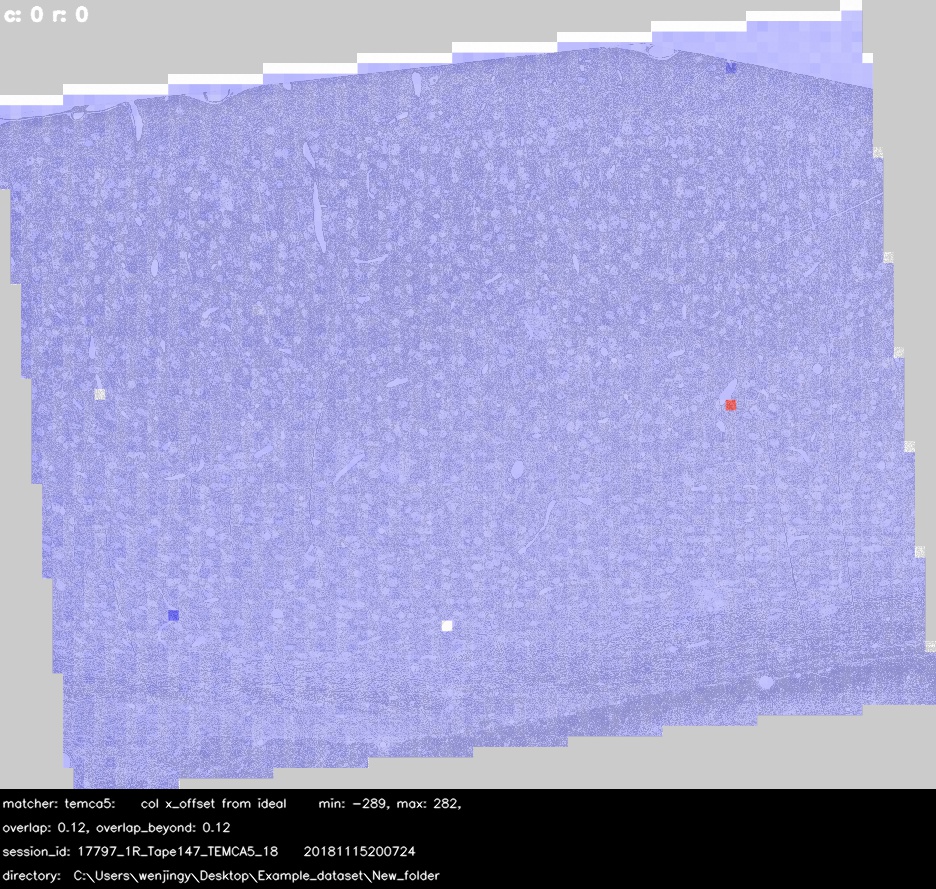 c: 0 r: 0
matcher: temca5: col x_offset from ideal min: -289, max: 282,
overlap: 0.12, overlap_beyond: 0.12
session_id: 17797_1R_Tape147_TEMCA5_18 20181115200724
directory: C:\Users\wenjingy\Desktop\Example_dataset\New_folder